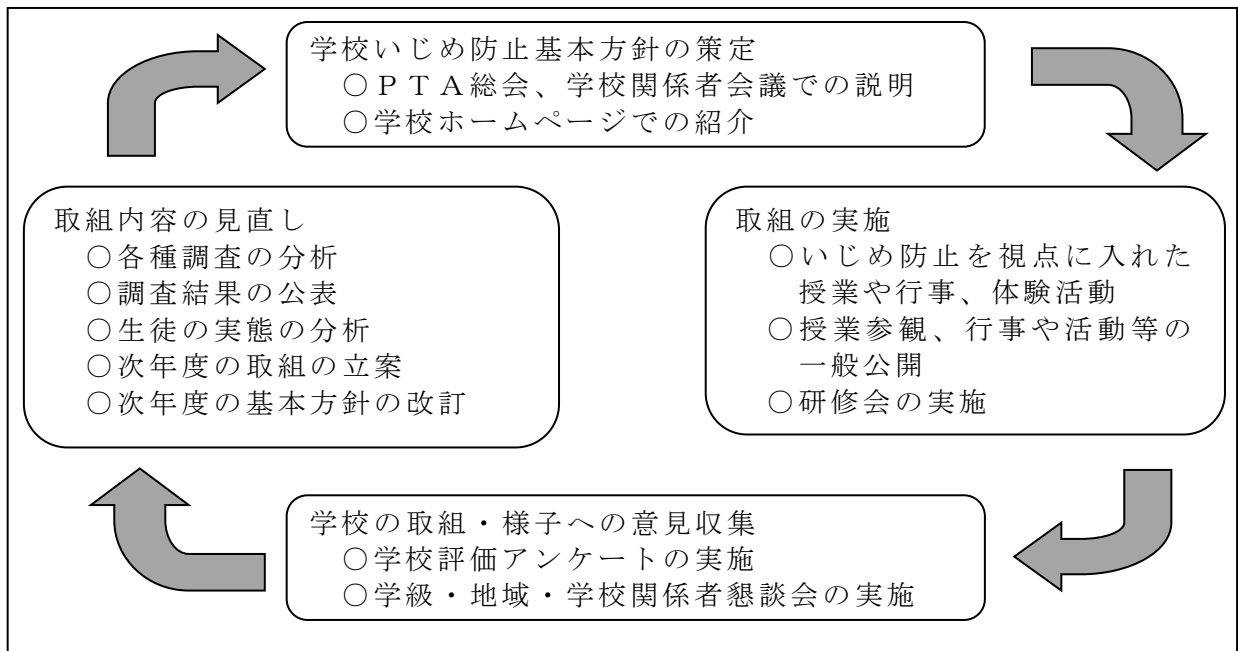 学校いじめ防止基本方針の策定
○ＰＴＡ総会、学校関係者会議での説明
○学校ホームページでの紹介
取組の実施
○いじめ防止を視点に入れた
授業や行事、体験活動
○授業参観、行事や活動等の
一般公開
○研修会の実施
学校の取組・様子への意見収集
○学校評価アンケートの実施
○学級・地域・学校関係者懇談会の実施
取組内容の見直し
○各種調査の分析
○調査結果の公表
○生徒の実態の分析
○次年度の取組の立案
○次年度の基本方針の改訂